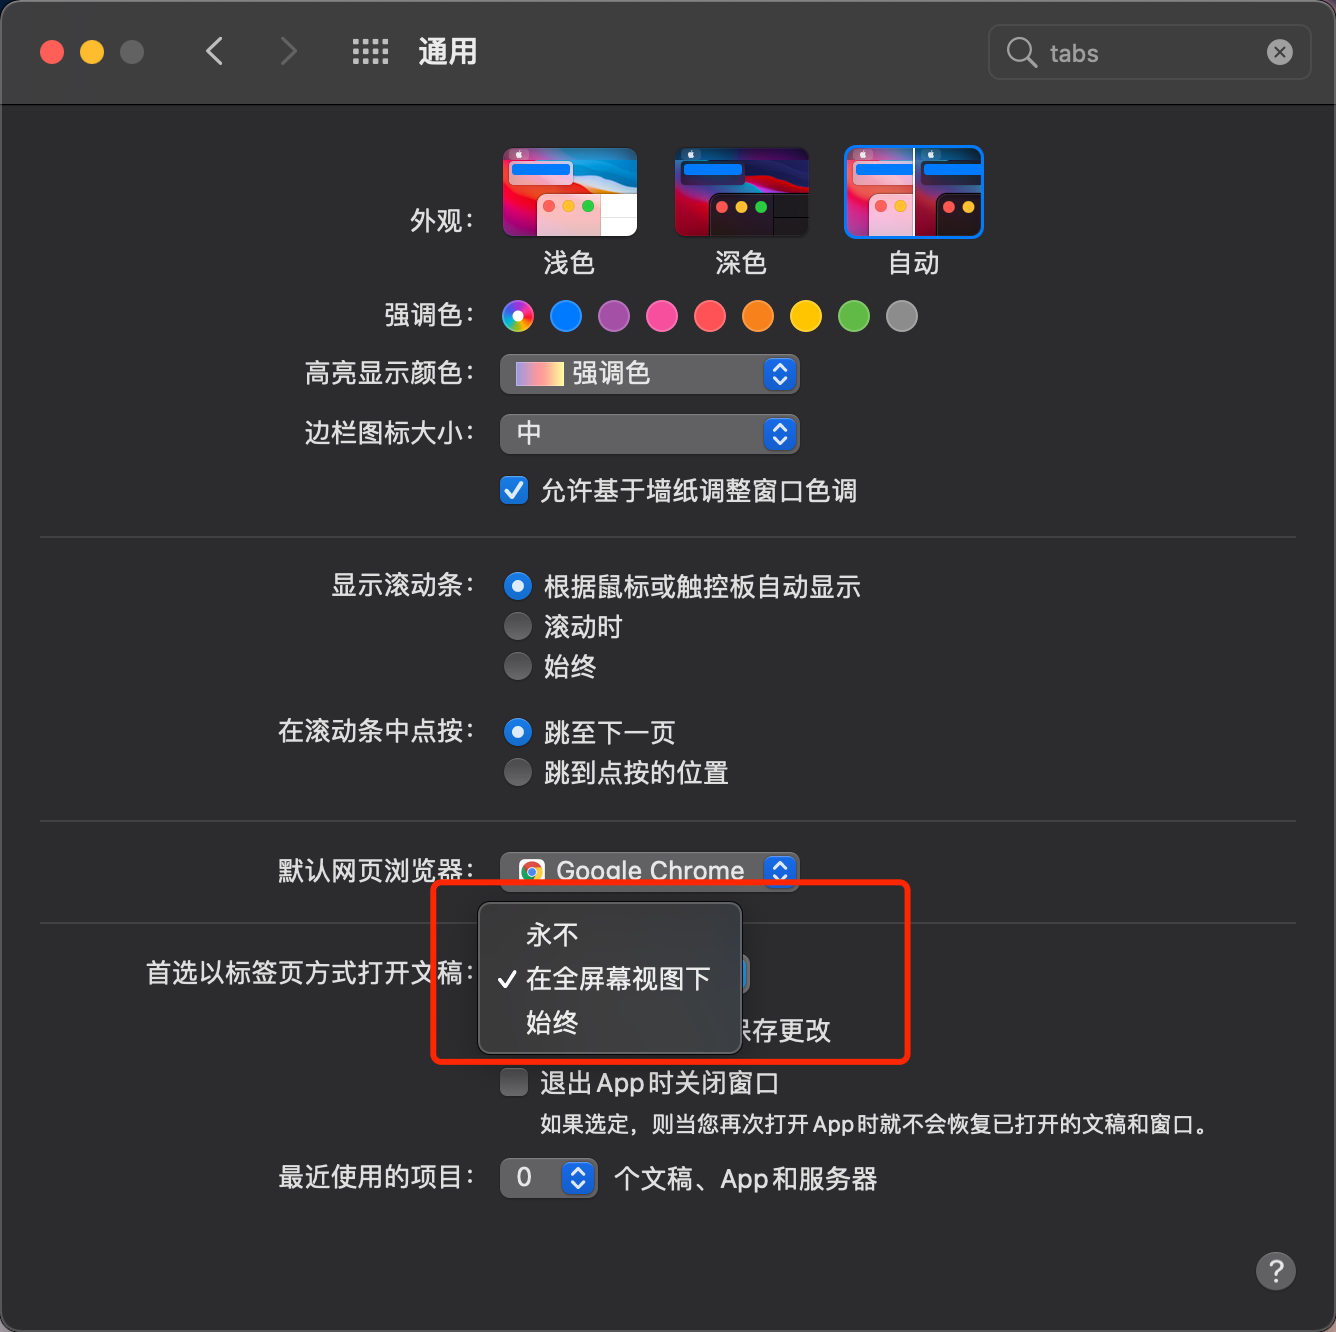 通用
tabs
外观：
浅色
深色
自动
强调色：
高亮显示颜色：
强调色
边栏图标大小：
中
允许基于墙纸调整窗口色调
显示滚动条：
根据鼠标或触控板自动显示
滚动时
始终
在滚动条中点按：
跳至下一页
跳到点按的位置
默认网页浏览器：
Google Chrome
永不
首选以标签页方式打开文稿：
在全屏幕视图下
始终
存更改
退出App时关闭窗口
如果选定，则当您再次打开App时就不会恢复已打开的文稿和窗口。
最近使用的项目：
0
个文稿、App和服务器
?